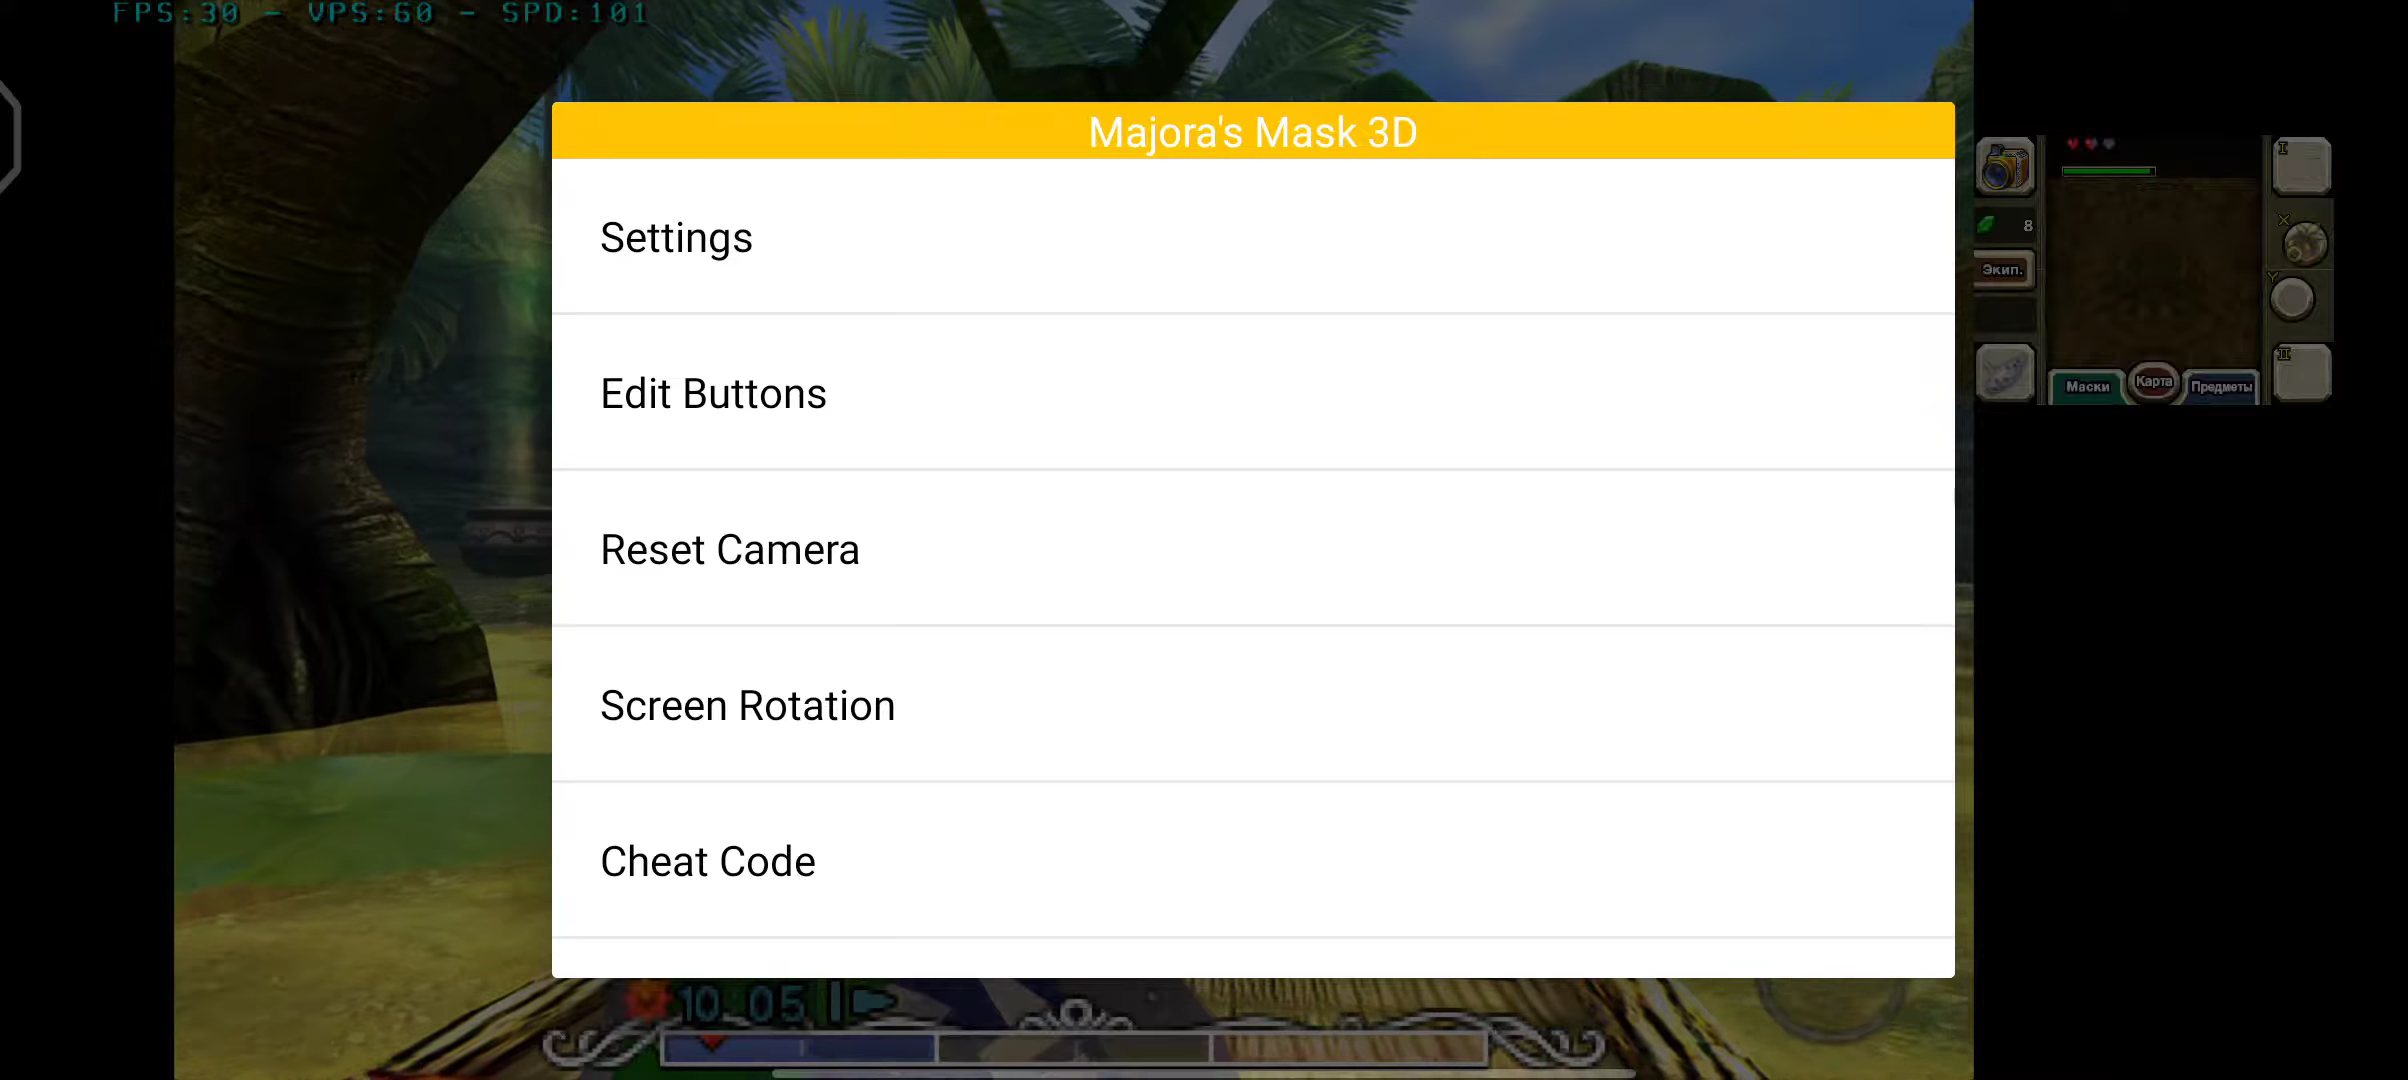 FPS:30 - VPS:60 - SPD:101
Majora's Mask 3D
Settings
Edit Buttons
Reset Camera
Screen Rotation
Cheat Code
I
X
8
Экип.
Y
II
Маски
Карта
Предметы
10:05